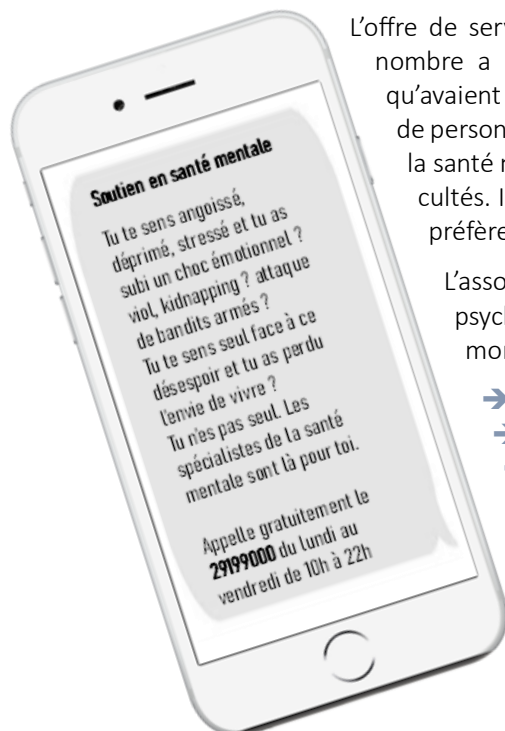 Soutien en santé mentale
Tu te sens angoissé,
déprimé, stressé et tu as
subi un choc émotionnel ?
viol, kidnapping ? attaque
de bandits armés ?
Tu te sens seul face à ce
désespoir et tu as perdu
l'envie de vivre ?
Tu n'es pas seul. Les
spécialistes de la santé
mentale sont là pour toi.
Appelle gratuitement le
29199000 du lundi au
vendredi de 10h à 22h
L'offre de serv
nombre a
qu'avaient
de person
la santé
cultés. I
préfère
L'asso
psych
mor